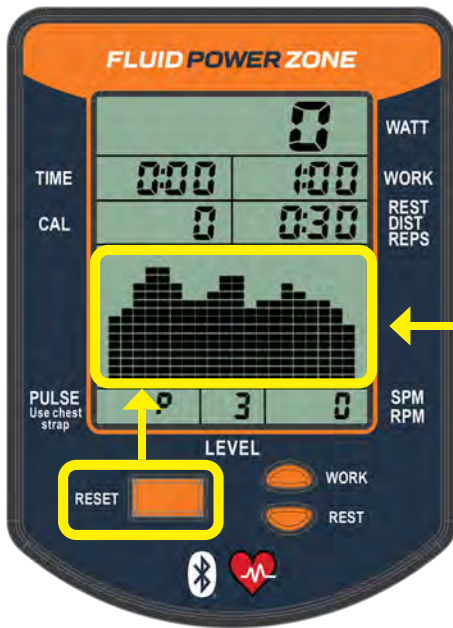 FLUID POWER ZONE
0 WATT
TIME 0:00 1:00 WORK
CAL 0 0:30 REST
DIST
REPS
PULSE P 3 0 SPM
Use chest RPM
strap
LEVEL
RESET WORK
REST